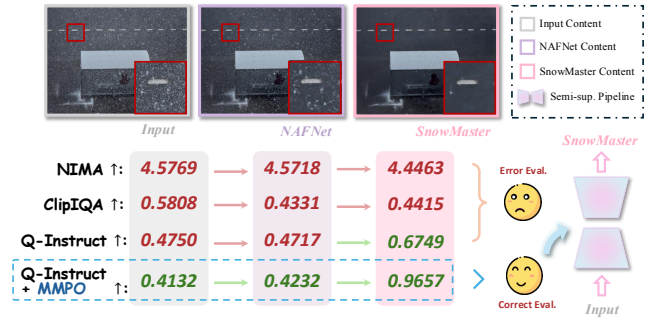 Input Content
NAFNet Content
SnowMaster Content
Semi-sup. Pipeline
Input NAFNet SnowMaster
SnowMaster
NIMA ↑: 4.5769 4.5718 4.4463
Error Eval.
ClipIQA ↑: 0.5808 0.4331 0.4415
Q-Instruct ↑: 0.4750 0.4717 0.6749
Q-Instruct
+ MMPO ↑: 0.4132 0.4232 0.9657
Correct Eval.
Input